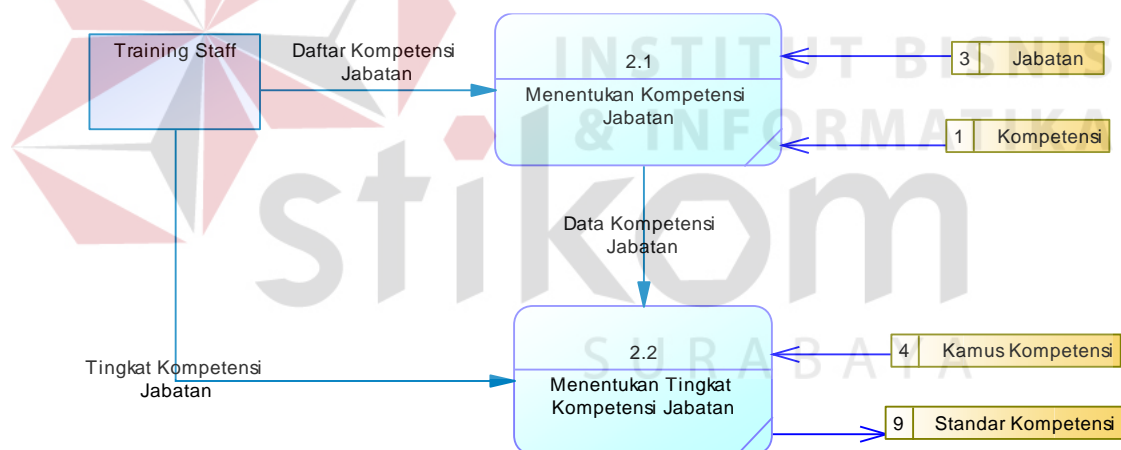 INSTITUT BISNIS
& INFORMATIKA
stikom
SURABAYA
Training Staff
Daftar Kompetensi
Jabatan
2.1
Menentukan Kompetensi
Jabatan
3 Jabatan
1 Kompetensi
Data Kompetensi
Jabatan
Tingkat Kompetensi
Jabatan
2.2
Menentukan Tingkat
Kompetensi Jabatan
4 Kamus Kompetensi
9 Standar Kompetensi